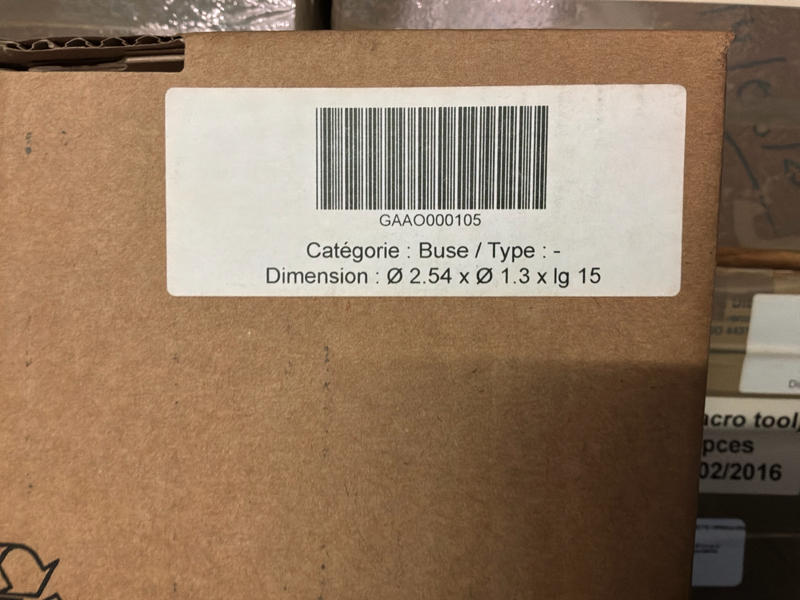 GAAO000105
Catégorie : Buse / Type : -
Dimension : Ø 2.54 x Ø 1.3 x lg 15
acro tool
pces
02/2016